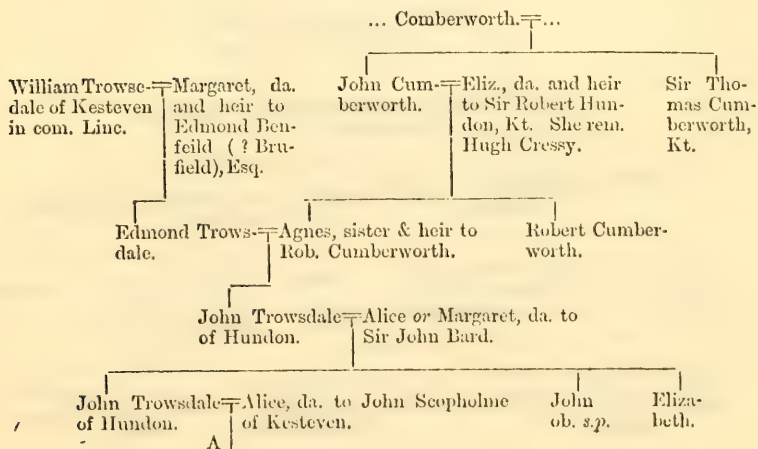 ... Comberworth.=...
William Trowse-=Margaret, da.
dale of Kesteven and heir to
in com. Linc. Edmond Ben-
feild ( ? Bru-
field), Esq.
John Cum-=Eliz., da. and heir
berworth. to Sir Robert Hun-
don, Kt. She rem.
Hugh Cressy.
Sir Tho-
mas Cum-
berworth,
Kt.
Edmond Trows-=Agnes, sister & heir to
dale. Rob. Cumberworth.
Robert Cumber-
worth.
John Trowsdale=Alice or Margaret, da. to
of Hundon. Sir John Bard.
John Trowsdale=Alice, da. to John Scopholme
of Hundon. of Kesteven.
John
ob. s.p.
Eliza-
beth.
A